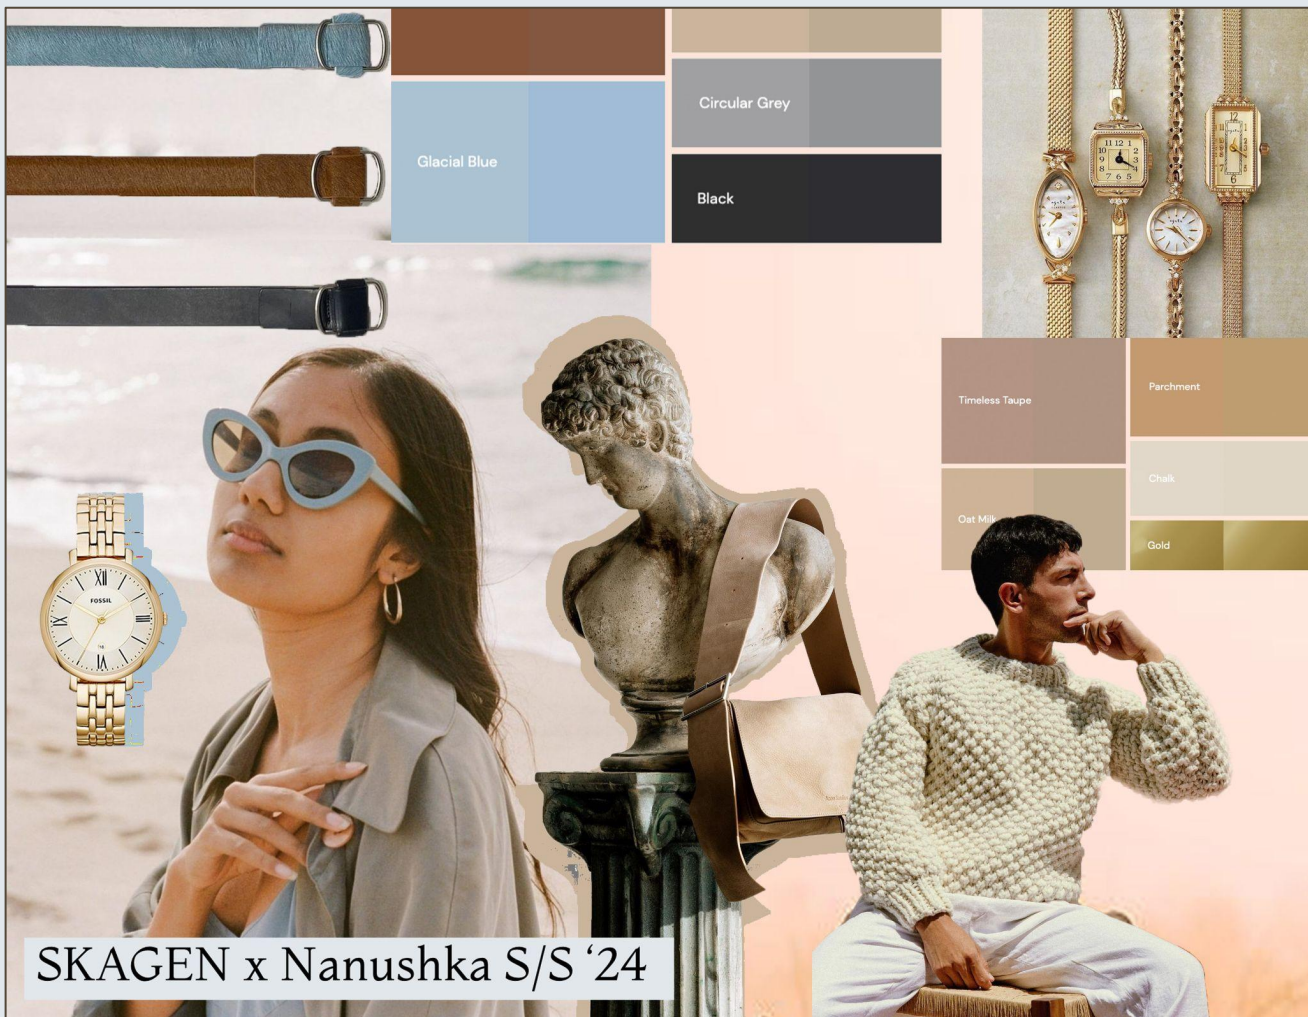 Glacial Blue
Circular Grey
Black
Timeless Taupe
Parchment
Chalk
Oat Milk
Gold
FOSSIL
SKAGEN x Nanushka S/S ‘24